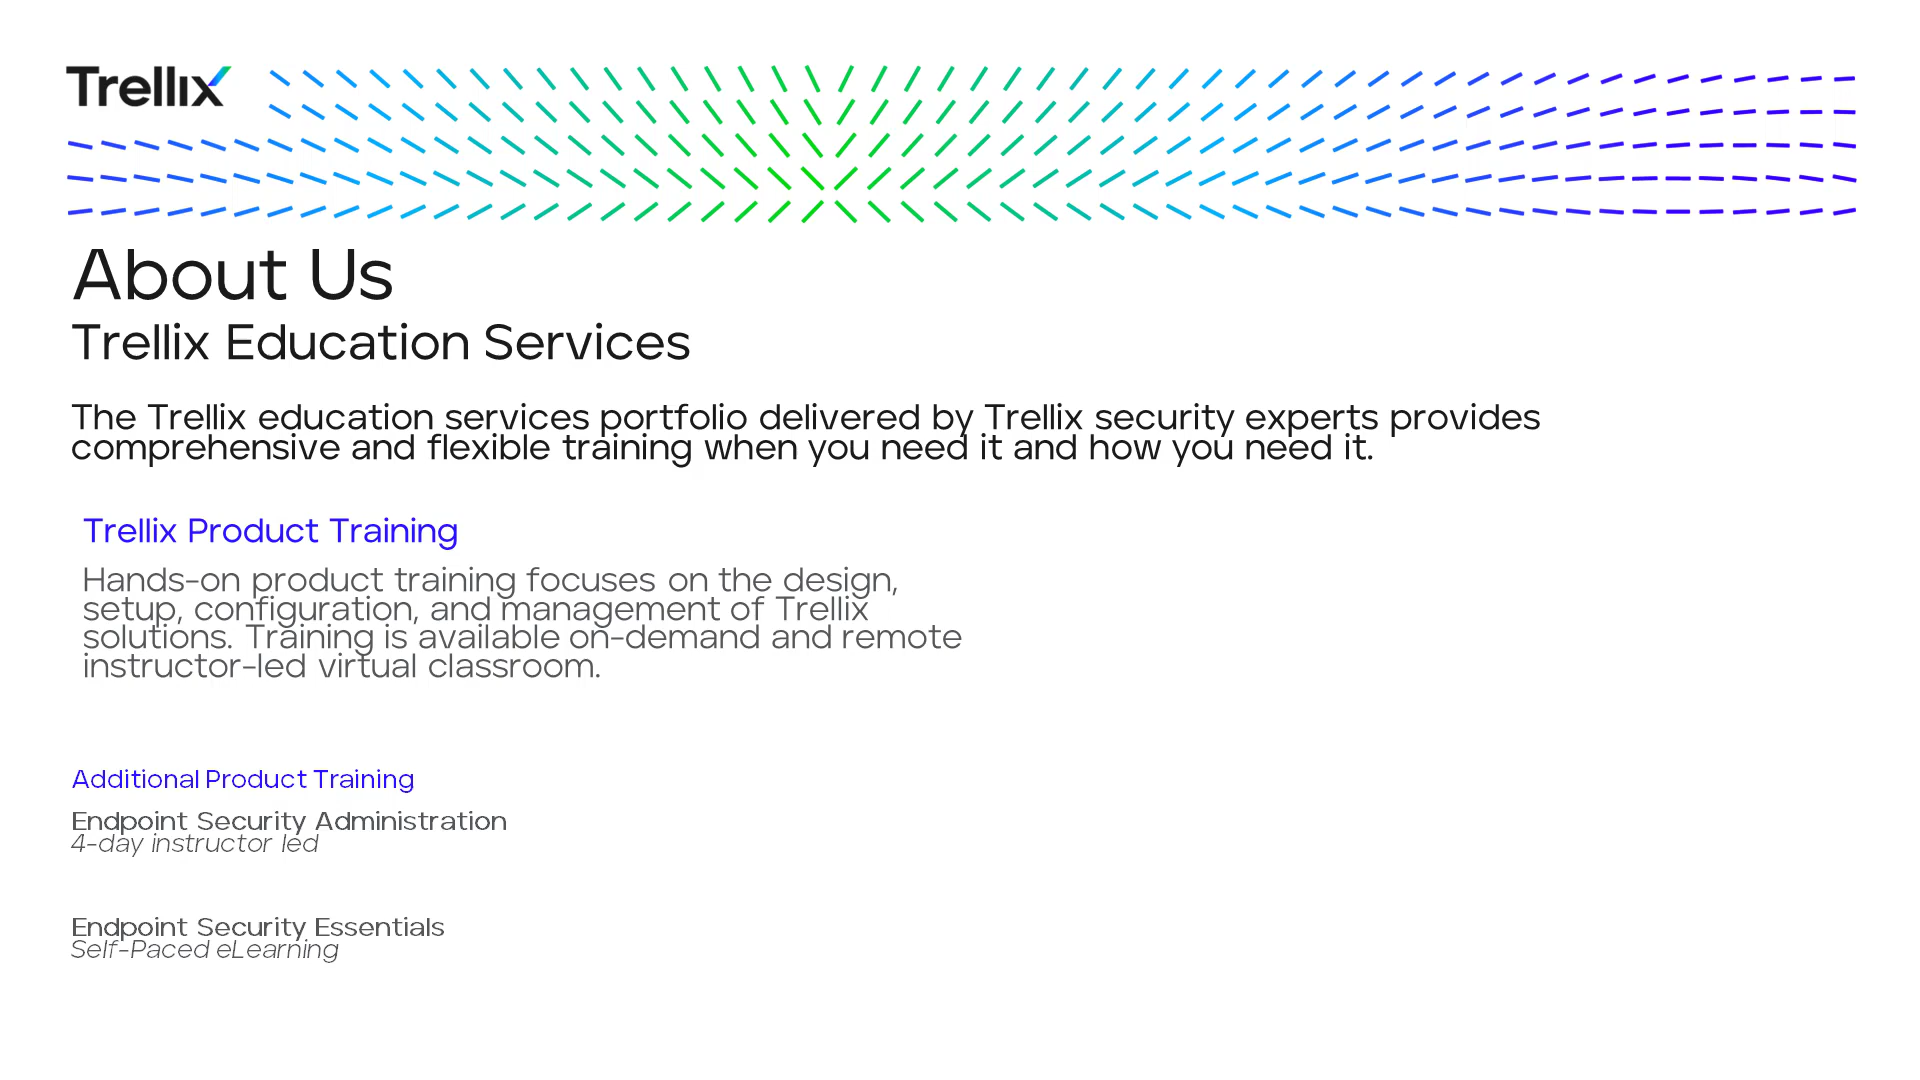 Trellix
About Us
Trellix Education Services
The Trellix education services portfolio delivered by Trellix security experts provides
comprehensive and flexible training when you need it and how you need it.
Trellix Product Training
Hands-on product training focuses on the design,
setup, configuration, and management of Trellix
solutions. Training is available on-demand and remote
instructor-led virtual classroom.
Additional Product Training
Endpoint Security Administration
4-day instructor led
Endpoint Security Essentials
Self-Paced eLearning